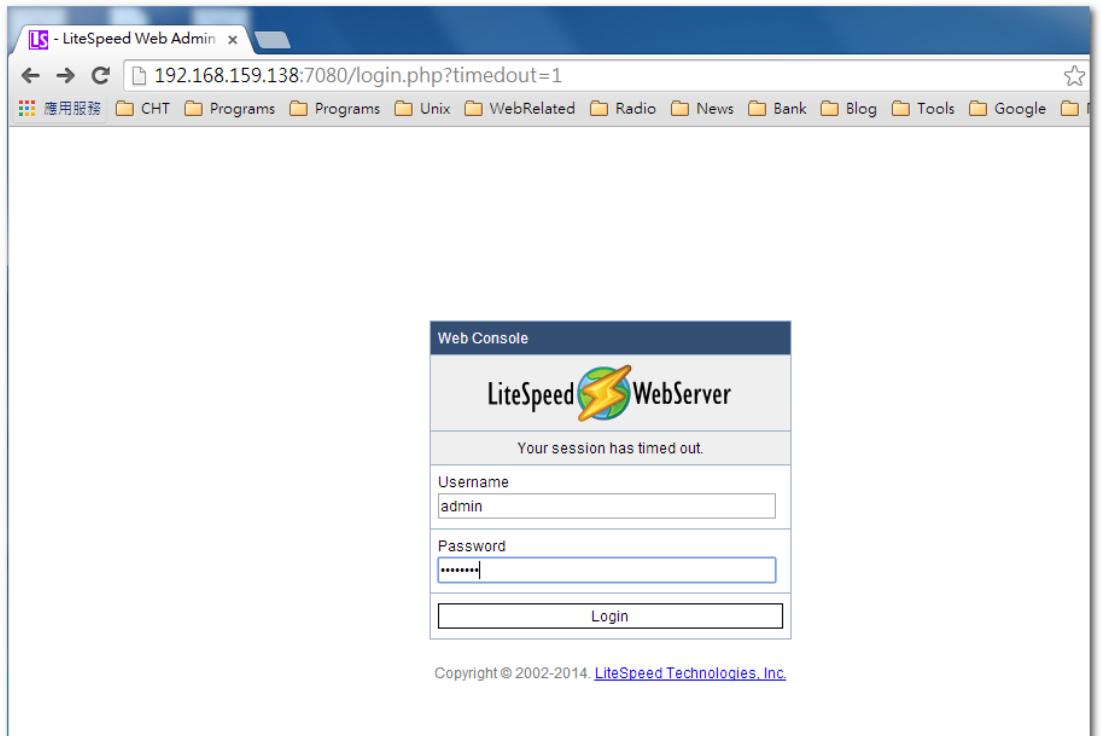 LS - LiteSpeed Web Admin ×
192.168.159.138:7080/login.php?timedout=1
應用服務 CHT Programs Programs Unix WebRelated Radio News Bank Blog Tools Google
Web Console
LiteSpeed WebServer
Your session has timed out.
Username
admin
Password
••••••••
Login
Copyright © 2002-2014. LiteSpeed Technologies, Inc.